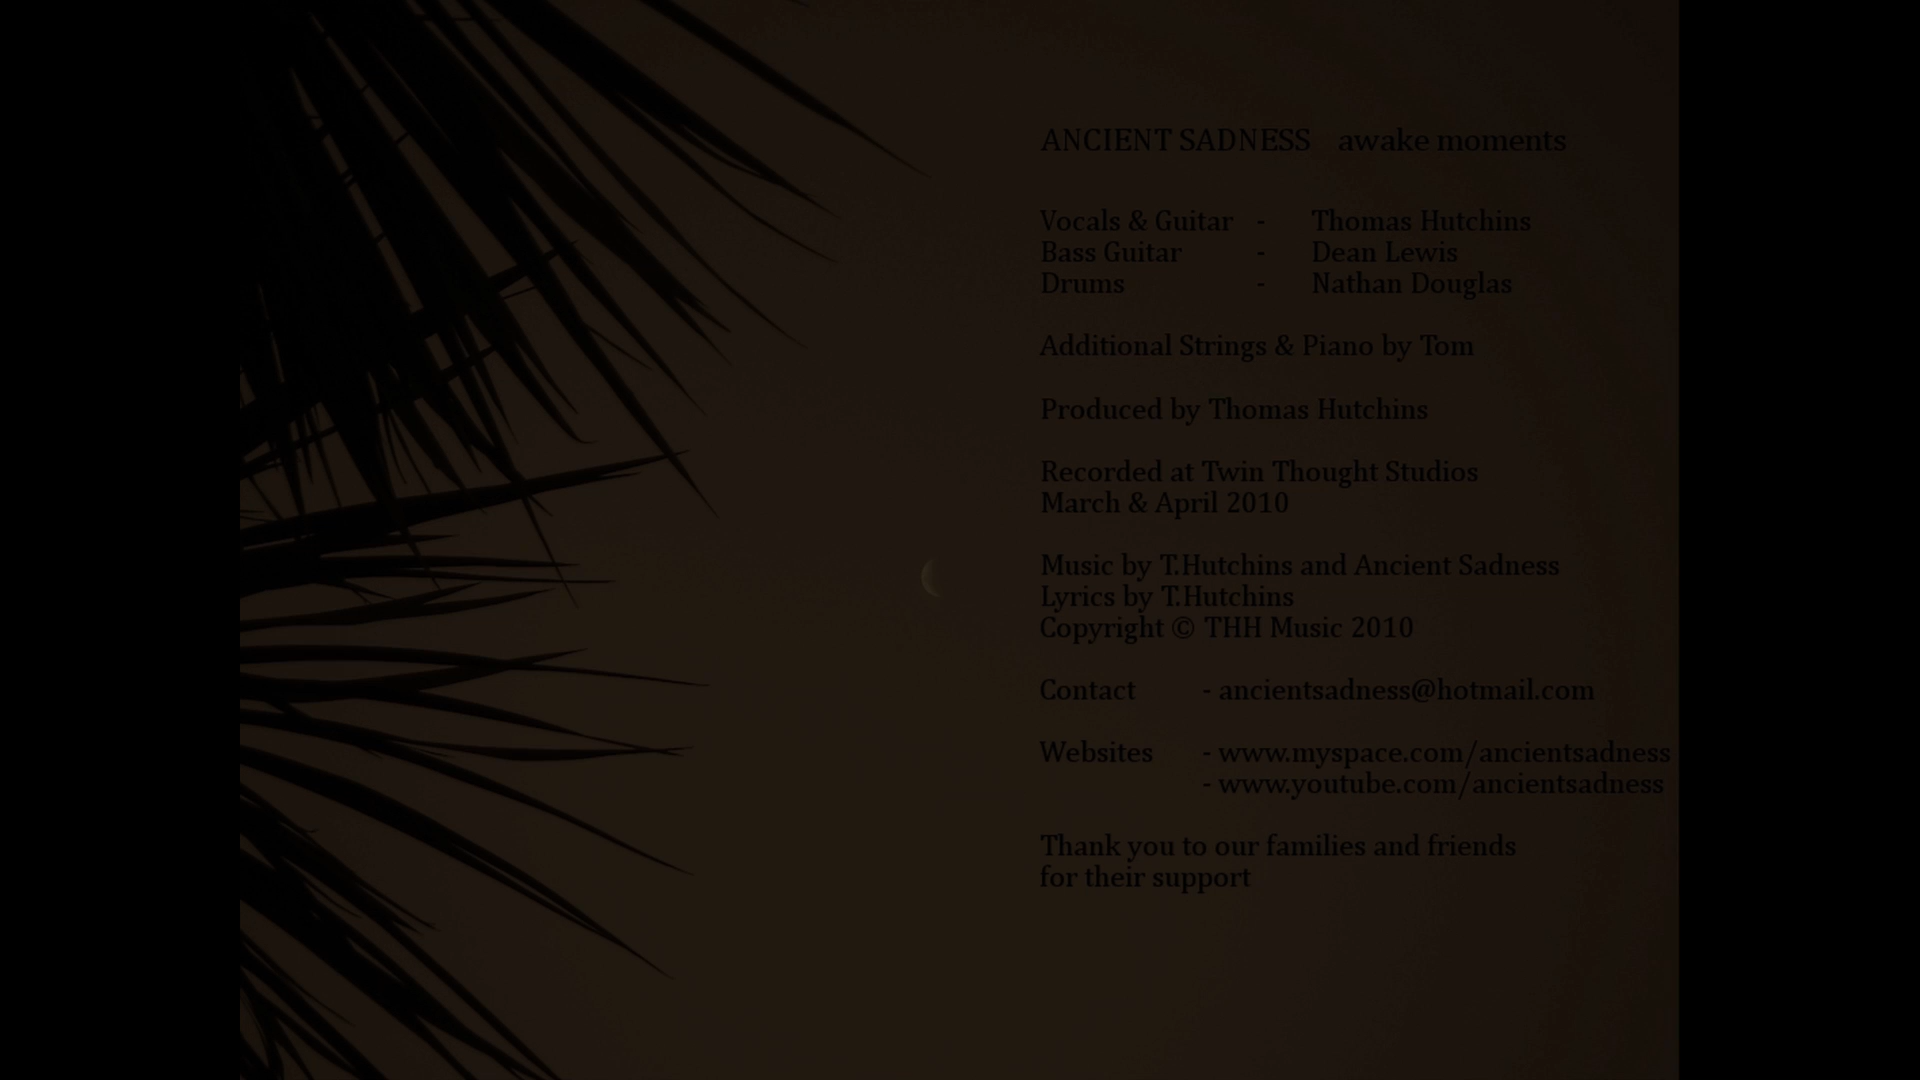 ANCIENT SADNESS awake moments
Vocals & Guitar - Thomas Hutchins
Bass Guitar - Dean Lewis
Drums - Nathan Douglas
Additional Strings & Piano by Tom
Produced by Thomas Hutchins
Recorded at Twin Thought Studios
March & April 2010
Music by T.Hutchins and Ancient Sadness
Lyrics by T.Hutchins
Copyright © THH Music 2010
Contact - ancientsadness@hotmail.com
Websites - www.myspace.com/ancientsadness
- www.youtube.com/ancientsadness
Thank you to our families and friends
for their support